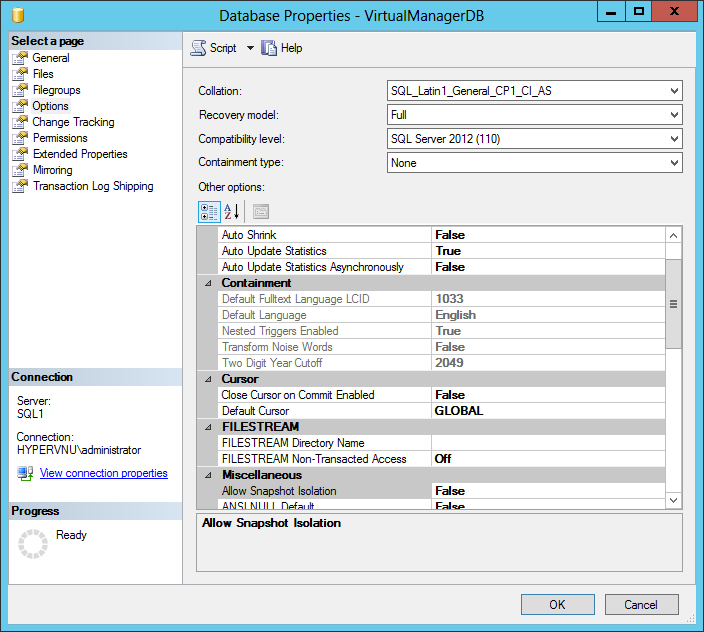 Database Properties - VirtualManagerDB
Select a page
General
Files
Filegroups
Options
Change Tracking
Permissions
Extended Properties
Mirroring
Transaction Log Shipping
Connection
Server:
SQL1
Connection:
HYPERVNU\administrator
View connection properties
Progress
Ready
Script Help
Collation: SQL_Latin1_General_CP1_CI_AS
Recovery model: Full
Compatibility level: SQL Server 2012 (110)
Containment type: None
Other options:
Auto Shrink False
Auto Update Statistics True
Auto Update Statistics Asynchronously False
Containment
Default Fulltext Language LCID 1033
Default Language English
Nested Triggers Enabled True
Transform Noise Words False
Two Digit Year Cutoff 2049
Cursor
Close Cursor on Commit Enabled False
Default Cursor GLOBAL
FILESTREAM
FILESTREAM Directory Name
FILESTREAM Non-Transacted Access Off
Miscellaneous
Allow Snapshot Isolation False
ANSI NULL Default False
Allow Snapshot Isolation
OK Cancel